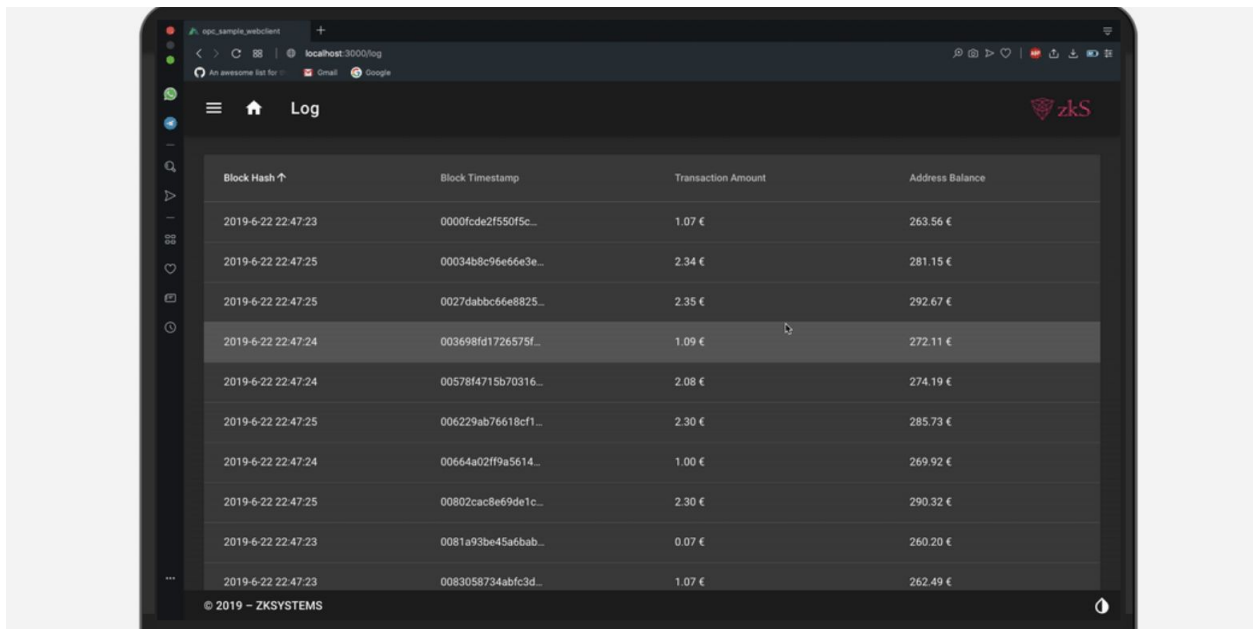 opc_sample_webclient
localhost:3000/log
An awesome list for Gmail Google
Log zkS
Block Hash Block Timestamp Transaction Amount Address Balance
2019-6-22 22:47:23 0000fcde2f550f5c... 1.07 € 263.56 €
2019-6-22 22:47:25 00034b8c96e66e3e... 2.34 € 281.15 €
2019-6-22 22:47:25 0027dabbc66e8825... 2.35 € 292.67 €
2019-6-22 22:47:24 003698fd1726575f... 1.09 € 272.11 €
2019-6-22 22:47:24 00578f4715b70316... 2.08 € 274.19 €
2019-6-22 22:47:25 006229ab76618cf1... 2.30 € 285.73 €
2019-6-22 22:47:24 00664a02ff9a5614... 1.00 € 269.92 €
2019-6-22 22:47:25 00802cac8e69de1c... 2.30 € 290.32 €
2019-6-22 22:47:23 0081a93be45a6bab... 0.07 € 260.20 €
2019-6-22 22:47:23 0083058734abfc3d... 1.07 € 262.49 €
© 2019 – ZKSYSTEMS